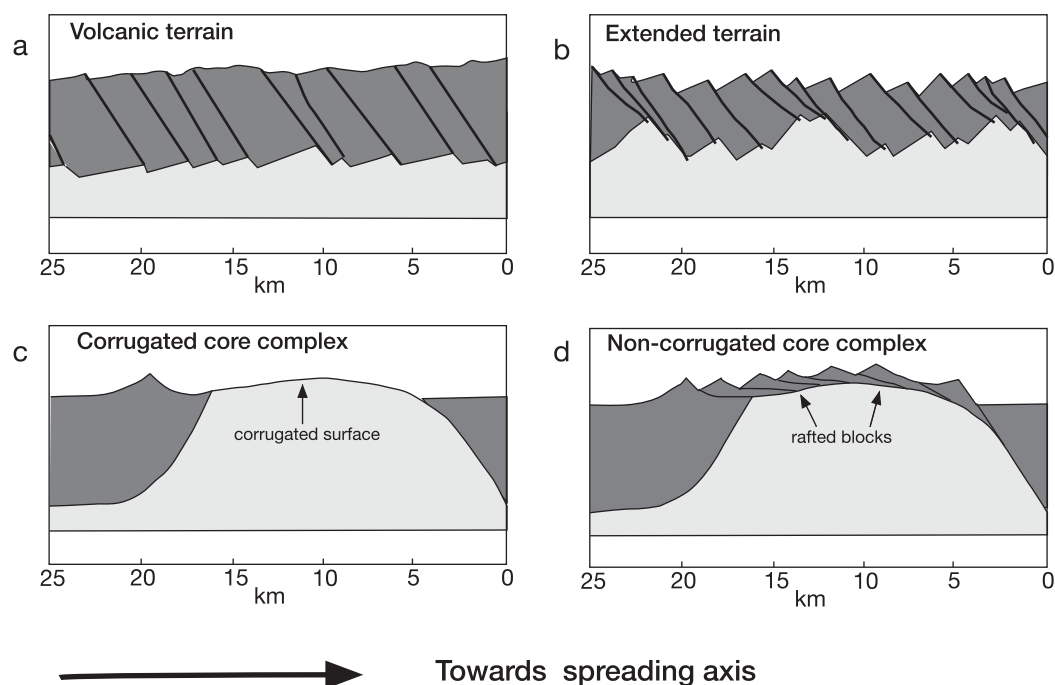 a
Volcanic terrain
25 20 15 10 5 0
km
b
Extended terrain
25 20 15 10 5 0
km
c
Corrugated core complex
corrugated surface
25 20 15 10 5 0
km
d
Non-corrugated core complex
rafted blocks
25 20 15 10 5 0
km
Towards spreading axis